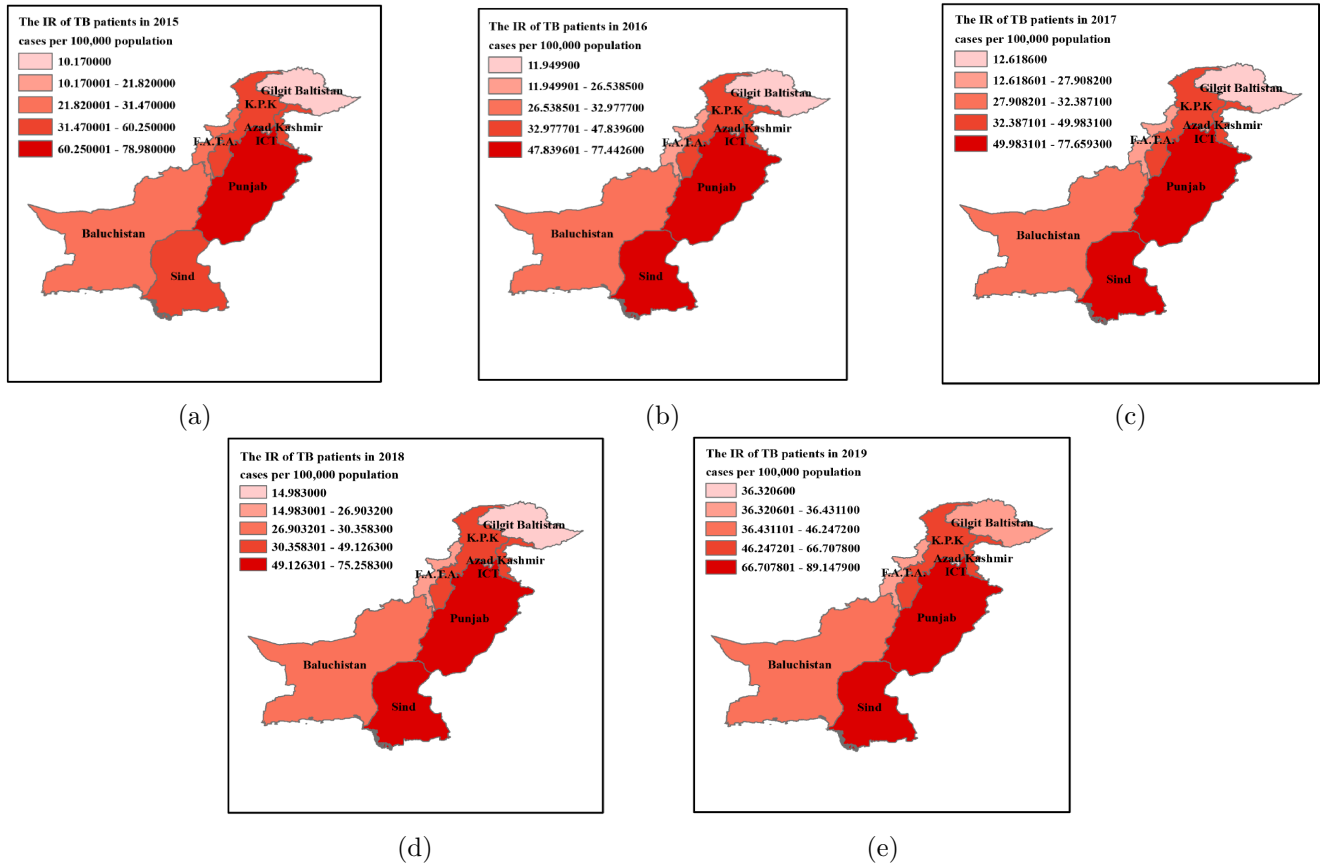 The IR of TB patients in 2015
cases per 100,000 population
10.170000
10.170001 - 21.820000
21.820001 - 31.470000
31.470001 - 60.250000
60.250001 - 78.980000
Gilgit Baltistan
K.P.K
Azad Kashmir
F.A.T.A.
ICT
Punjab
Baluchistan
Sind
(a)
The IR of TB patients in 2016
cases per 100,000 population
11.949900
11.949901 - 26.538500
26.538501 - 32.977700
32.977701 - 47.839600
47.839601 - 77.442600
Gilgit Baltistan
K.P.K
Azad Kashmir
F.A.T.A.
ICT
Punjab
Baluchistan
Sind
(b)
The IR of TB patients in 2017
cases per 100,000 population
12.618600
12.618601 - 27.908200
27.908201 - 32.387100
32.387101 - 49.983100
49.983101 - 77.659300
Gilgit Baltistan
K.P.K
Azad Kashmir
F.A.T.A.
ICT
Punjab
Baluchistan
Sind
(c)
The IR of TB patients in 2018
cases per 100,000 population
14.983000
14.983001 - 26.903200
26.903201 - 30.358300
30.358301 - 49.126300
49.126301 - 75.258300
Gilgit Baltistan
K.P.K
Azad Kashmir
F.A.T.A.
ICT
Punjab
Baluchistan
Sind
(d)
The IR of TB patients in 2019
cases per 100,000 population
36.320600
36.320601 - 36.431100
36.431101 - 46.247200
46.247201 - 66.707800
66.707801 - 89.147900
Gilgit Baltistan
K.P.K
Azad Kashmir
F.A.T.A.
ICT
Punjab
Baluchistan
Sind
(e)